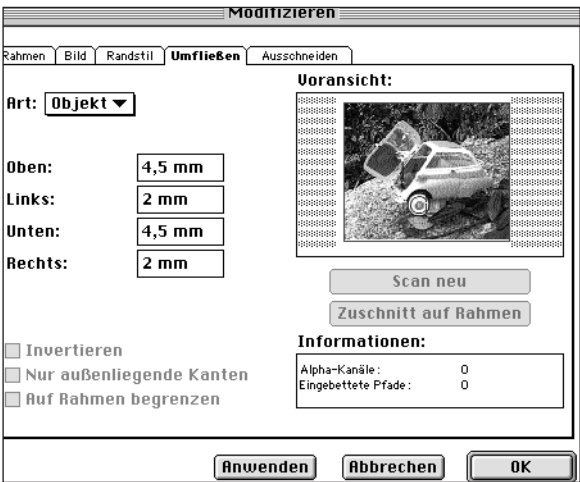 Modifizieren
Rahmen Bild Randstil Umfließen Ausschneiden
Art: Objekt
Voransicht:
Oben: 4,5 mm
Links: 2 mm
Unten: 4,5 mm
Rechts: 2 mm
Scan neu
Zuschnitt auf Rahmen
Informationen:
Alpha-Kanäle: 0
Eingebettete Pfade: 0
Invertieren
Nur außenliegende Kanten
Auf Rahmen begrenzen
Anwenden Abbrechen OK